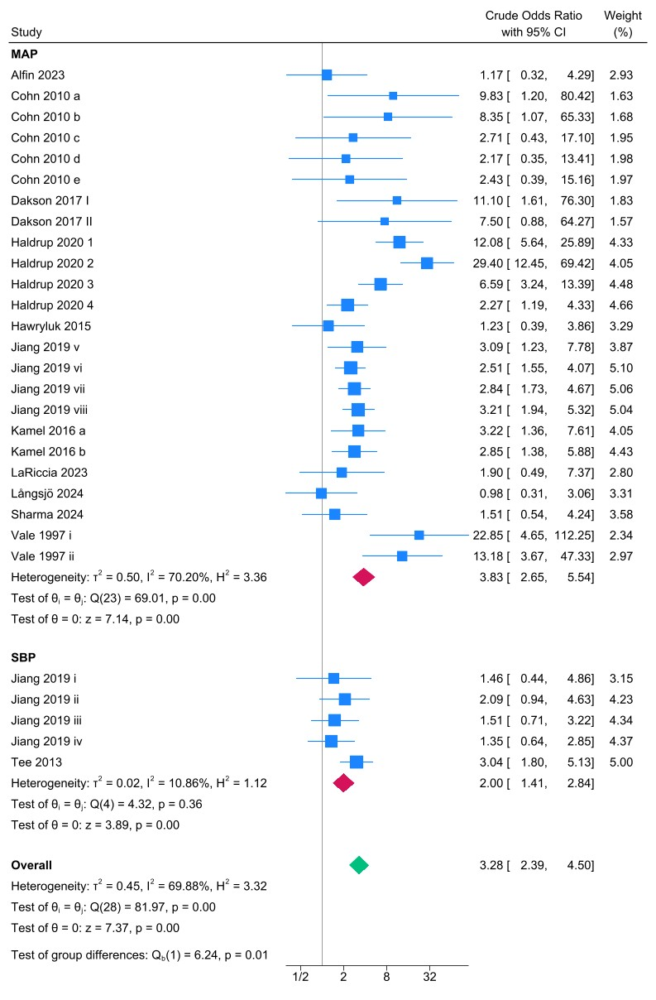 Crude Odds Ratio Weight
Study with 95% CI (%)
MAP
Alfin 2023 1.17 [ 0.32, 4.29] 2.93
Cohn 2010 a 9.83 [ 1.20, 80.42] 1.63
Cohn 2010 b 8.35 [ 1.07, 65.33] 1.68
Cohn 2010 c 2.71 [ 0.43, 17.10] 1.95
Cohn 2010 d 2.17 [ 0.35, 13.41] 1.98
Cohn 2010 e 2.43 [ 0.39, 15.16] 1.97
Dakson 2017 I 11.10 [ 1.61, 76.30] 1.83
Dakson 2017 II 7.50 [ 0.88, 64.27] 1.57
Haldrup 2020 1 12.08 [ 5.64, 25.89] 4.33
Haldrup 2020 2 29.40 [ 12.45, 69.42] 4.05
Haldrup 2020 3 6.59 [ 3.24, 13.39] 4.48
Haldrup 2020 4 2.27 [ 1.19, 4.33] 4.66
Hawryluk 2015 1.23 [ 0.39, 3.86] 3.29
Jiang 2019 v 3.09 [ 1.23, 7.78] 3.87
Jiang 2019 vi 2.51 [ 1.55, 4.07] 5.10
Jiang 2019 vii 2.84 [ 1.73, 4.67] 5.06
Jiang 2019 viii 3.21 [ 1.94, 5.32] 5.04
Kamel 2016 a 3.22 [ 1.36, 7.61] 4.05
Kamel 2016 b 2.85 [ 1.38, 5.88] 4.43
LaRiccia 2023 1.90 [ 0.49, 7.37] 2.80
Långsjö 2024 0.98 [ 0.31, 3.06] 3.31
Sharma 2024 1.51 [ 0.54, 4.24] 3.58
Vale 1997 i 22.85 [ 4.65, 112.25] 2.34
Vale 1997 ii 13.18 [ 3.67, 47.33] 2.97
Heterogeneity: τ² = 0.50, I² = 70.20%, H² = 3.36 3.83 [ 2.65, 5.54]
Test of θᵢ = θⱼ: Q(23) = 69.01, p = 0.00
Test of θ = 0: z = 7.14, p = 0.00
SBP
Jiang 2019 i 1.46 [ 0.44, 4.86] 3.15
Jiang 2019 ii 2.09 [ 0.94, 4.63] 4.23
Jiang 2019 iii 1.51 [ 0.71, 3.22] 4.34
Jiang 2019 iv 1.35 [ 0.64, 2.85] 4.37
Tee 2013 3.04 [ 1.80, 5.13] 5.00
Heterogeneity: τ² = 0.02, I² = 10.86%, H² = 1.12 2.00 [ 1.41, 2.84]
Test of θᵢ = θⱼ: Q(4) = 4.32, p = 0.36
Test of θ = 0: z = 3.89, p = 0.00
Overall 3.28 [ 2.39, 4.50]
Heterogeneity: τ² = 0.45, I² = 69.88%, H² = 3.32
Test of θᵢ = θⱼ: Q(28) = 81.97, p = 0.00
Test of θ = 0: z = 7.37, p = 0.00
Test of group differences: Q_b(1) = 6.24, p = 0.01
1/2 2 8 32